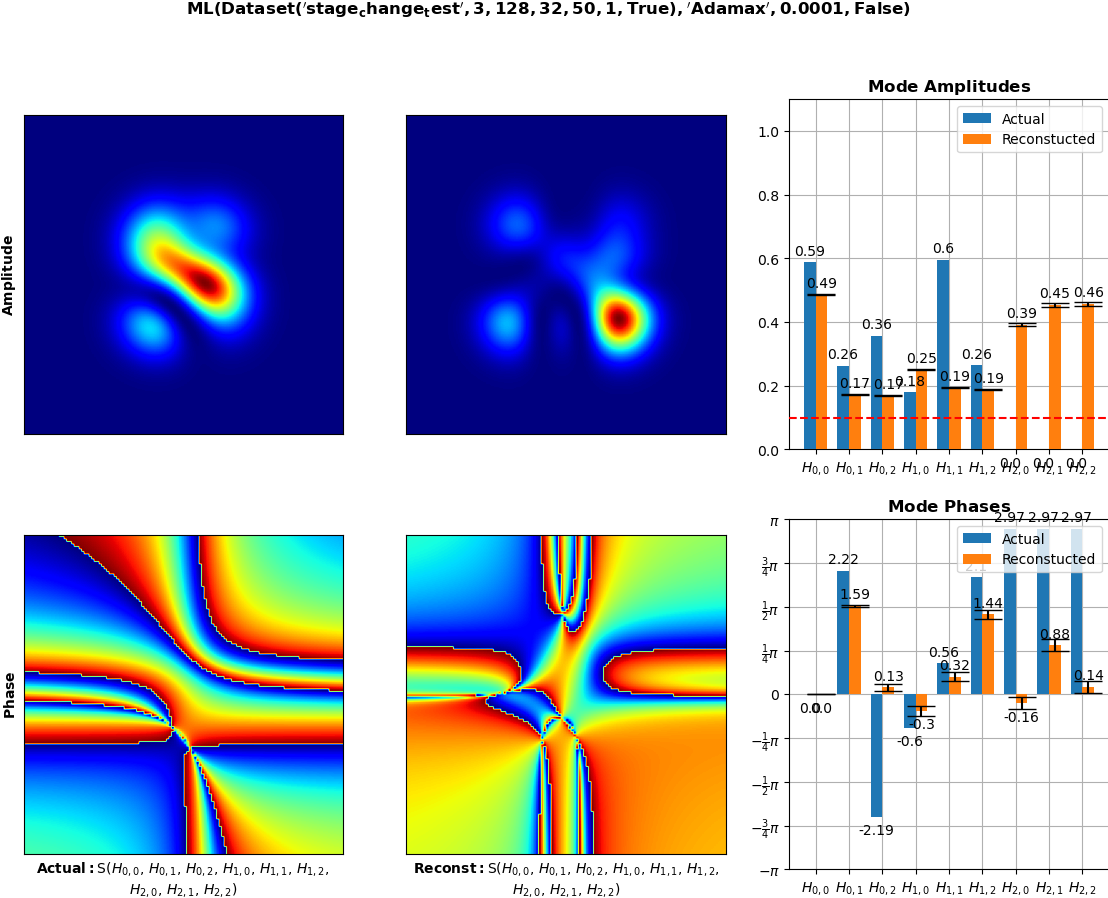 ML(Dataset('stage_change_test', 3, 128, 32, 50, 1, True), 'Adamax', 0.0001, False)
Amplitude
Mode Amplitudes
Actual
Reconstucted
1.0
0.8
0.6
0.4
0.2
0.0
0.59
0.49
0.26
0.17
0.36
0.17
0.18
0.25
0.6
0.19
0.26
0.19
0.0
0.39
0.0
0.45
0.0
0.46
H0,0 H0,1 H0,2 H1,0 H1,1 H1,2 H2,0 H2,1 H2,2
Phase
Actual: S(H0,0, H0,1, H0,2, H1,0, H1,1, H1,2,
H2,0, H2,1, H2,2)
Reconst: S(H0,0, H0,1, H0,2, H1,0, H1,1, H1,2,
H2,0, H2,1, H2,2)
Mode Phases
Actual
Reconstucted
π
3/4π
1/2π
1/4π
0
−1/4π
−1/2π
−3/4π
−π
0.0
0.0
2.22
1.59
-2.19
0.13
-0.6
-0.3
0.56
0.32
2.1
1.44
2.97
-0.16
2.97
0.88
2.97
0.14
H0,0 H0,1 H0,2 H1,0 H1,1 H1,2 H2,0 H2,1 H2,2